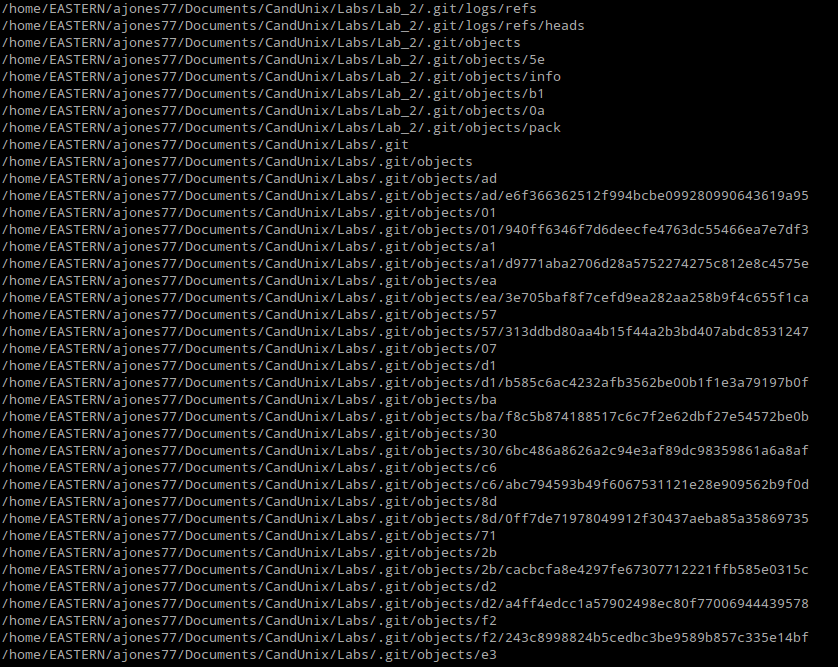 /home/EASTERN/ajones77/Documents/CandUnix/Labs/Lab_2/.git/logs/refs
/home/EASTERN/ajones77/Documents/CandUnix/Labs/Lab_2/.git/logs/refs/heads
/home/EASTERN/ajones77/Documents/CandUnix/Labs/Lab_2/.git/objects
/home/EASTERN/ajones77/Documents/CandUnix/Labs/Lab_2/.git/objects/5e
/home/EASTERN/ajones77/Documents/CandUnix/Labs/Lab_2/.git/objects/info
/home/EASTERN/ajones77/Documents/CandUnix/Labs/Lab_2/.git/objects/b1
/home/EASTERN/ajones77/Documents/CandUnix/Labs/Lab_2/.git/objects/0a
/home/EASTERN/ajones77/Documents/CandUnix/Labs/Lab_2/.git/objects/pack
/home/EASTERN/ajones77/Documents/CandUnix/Labs/.git
/home/EASTERN/ajones77/Documents/CandUnix/Labs/.git/objects
/home/EASTERN/ajones77/Documents/CandUnix/Labs/.git/objects/ad
/home/EASTERN/ajones77/Documents/CandUnix/Labs/.git/objects/ad/e6f366362512f994bcbe099280990643619a95
/home/EASTERN/ajones77/Documents/CandUnix/Labs/.git/objects/01
/home/EASTERN/ajones77/Documents/CandUnix/Labs/.git/objects/01/940ff6346f7d6deecfe4763dc55466ea7e7df3
/home/EASTERN/ajones77/Documents/CandUnix/Labs/.git/objects/a1
/home/EASTERN/ajones77/Documents/CandUnix/Labs/.git/objects/a1/d9771aba2706d28a5752274275c812e8c4575e
/home/EASTERN/ajones77/Documents/CandUnix/Labs/.git/objects/ea
/home/EASTERN/ajones77/Documents/CandUnix/Labs/.git/objects/ea/3e705baf8f7cefd9ea282aa258b9f4c655f1ca
/home/EASTERN/ajones77/Documents/CandUnix/Labs/.git/objects/57
/home/EASTERN/ajones77/Documents/CandUnix/Labs/.git/objects/57/313ddbd80aa4b15f44a2b3bd407abdc8531247
/home/EASTERN/ajones77/Documents/CandUnix/Labs/.git/objects/07
/home/EASTERN/ajones77/Documents/CandUnix/Labs/.git/objects/d1
/home/EASTERN/ajones77/Documents/CandUnix/Labs/.git/objects/d1/b585c6ac4232afb3562be00b1f1e3a79197b0f
/home/EASTERN/ajones77/Documents/CandUnix/Labs/.git/objects/ba
/home/EASTERN/ajones77/Documents/CandUnix/Labs/.git/objects/ba/f8c5b874188517c6c7f2e62dbf27e54572be0b
/home/EASTERN/ajones77/Documents/CandUnix/Labs/.git/objects/30
/home/EASTERN/ajones77/Documents/CandUnix/Labs/.git/objects/30/6bc486a8626a2c94e3af89dc98359861a6a8af
/home/EASTERN/ajones77/Documents/CandUnix/Labs/.git/objects/c6
/home/EASTERN/ajones77/Documents/CandUnix/Labs/.git/objects/c6/abc794593b49f6067531121e28e909562b9f0d
/home/EASTERN/ajones77/Documents/CandUnix/Labs/.git/objects/8d
/home/EASTERN/ajones77/Documents/CandUnix/Labs/.git/objects/8d/0ff7de71978049912f30437aeba85a35869735
/home/EASTERN/ajones77/Documents/CandUnix/Labs/.git/objects/71
/home/EASTERN/ajones77/Documents/CandUnix/Labs/.git/objects/2b
/home/EASTERN/ajones77/Documents/CandUnix/Labs/.git/objects/2b/cacbcfa8e4297fe67307712221ffb585e0315c
/home/EASTERN/ajones77/Documents/CandUnix/Labs/.git/objects/d2
/home/EASTERN/ajones77/Documents/CandUnix/Labs/.git/objects/d2/a4ff4edcc1a57902498ec80f77006944439578
/home/EASTERN/ajones77/Documents/CandUnix/Labs/.git/objects/f2
/home/EASTERN/ajones77/Documents/CandUnix/Labs/.git/objects/f2/243c8998824b5cedbc3be9589b857c335e14bf
/home/EASTERN/ajones77/Documents/CandUnix/Labs/.git/objects/e3